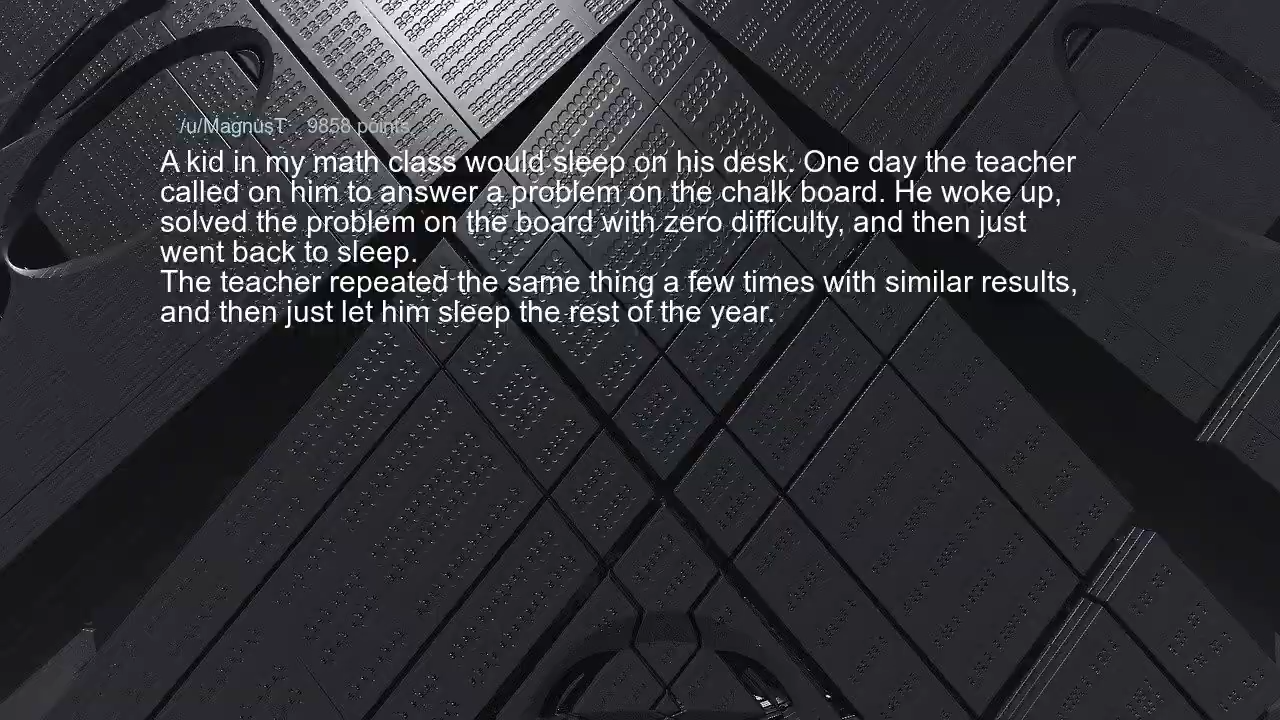 /u/MagnusT 9858 points
A kid in my math class would sleep on his desk. One day the teacher
called on him to answer a problem on the chalk board. He woke up,
solved the problem on the board with zero difficulty, and then just
went back to sleep.
The teacher repeated the same thing a few times with similar results,
and then just let him sleep the rest of the year.